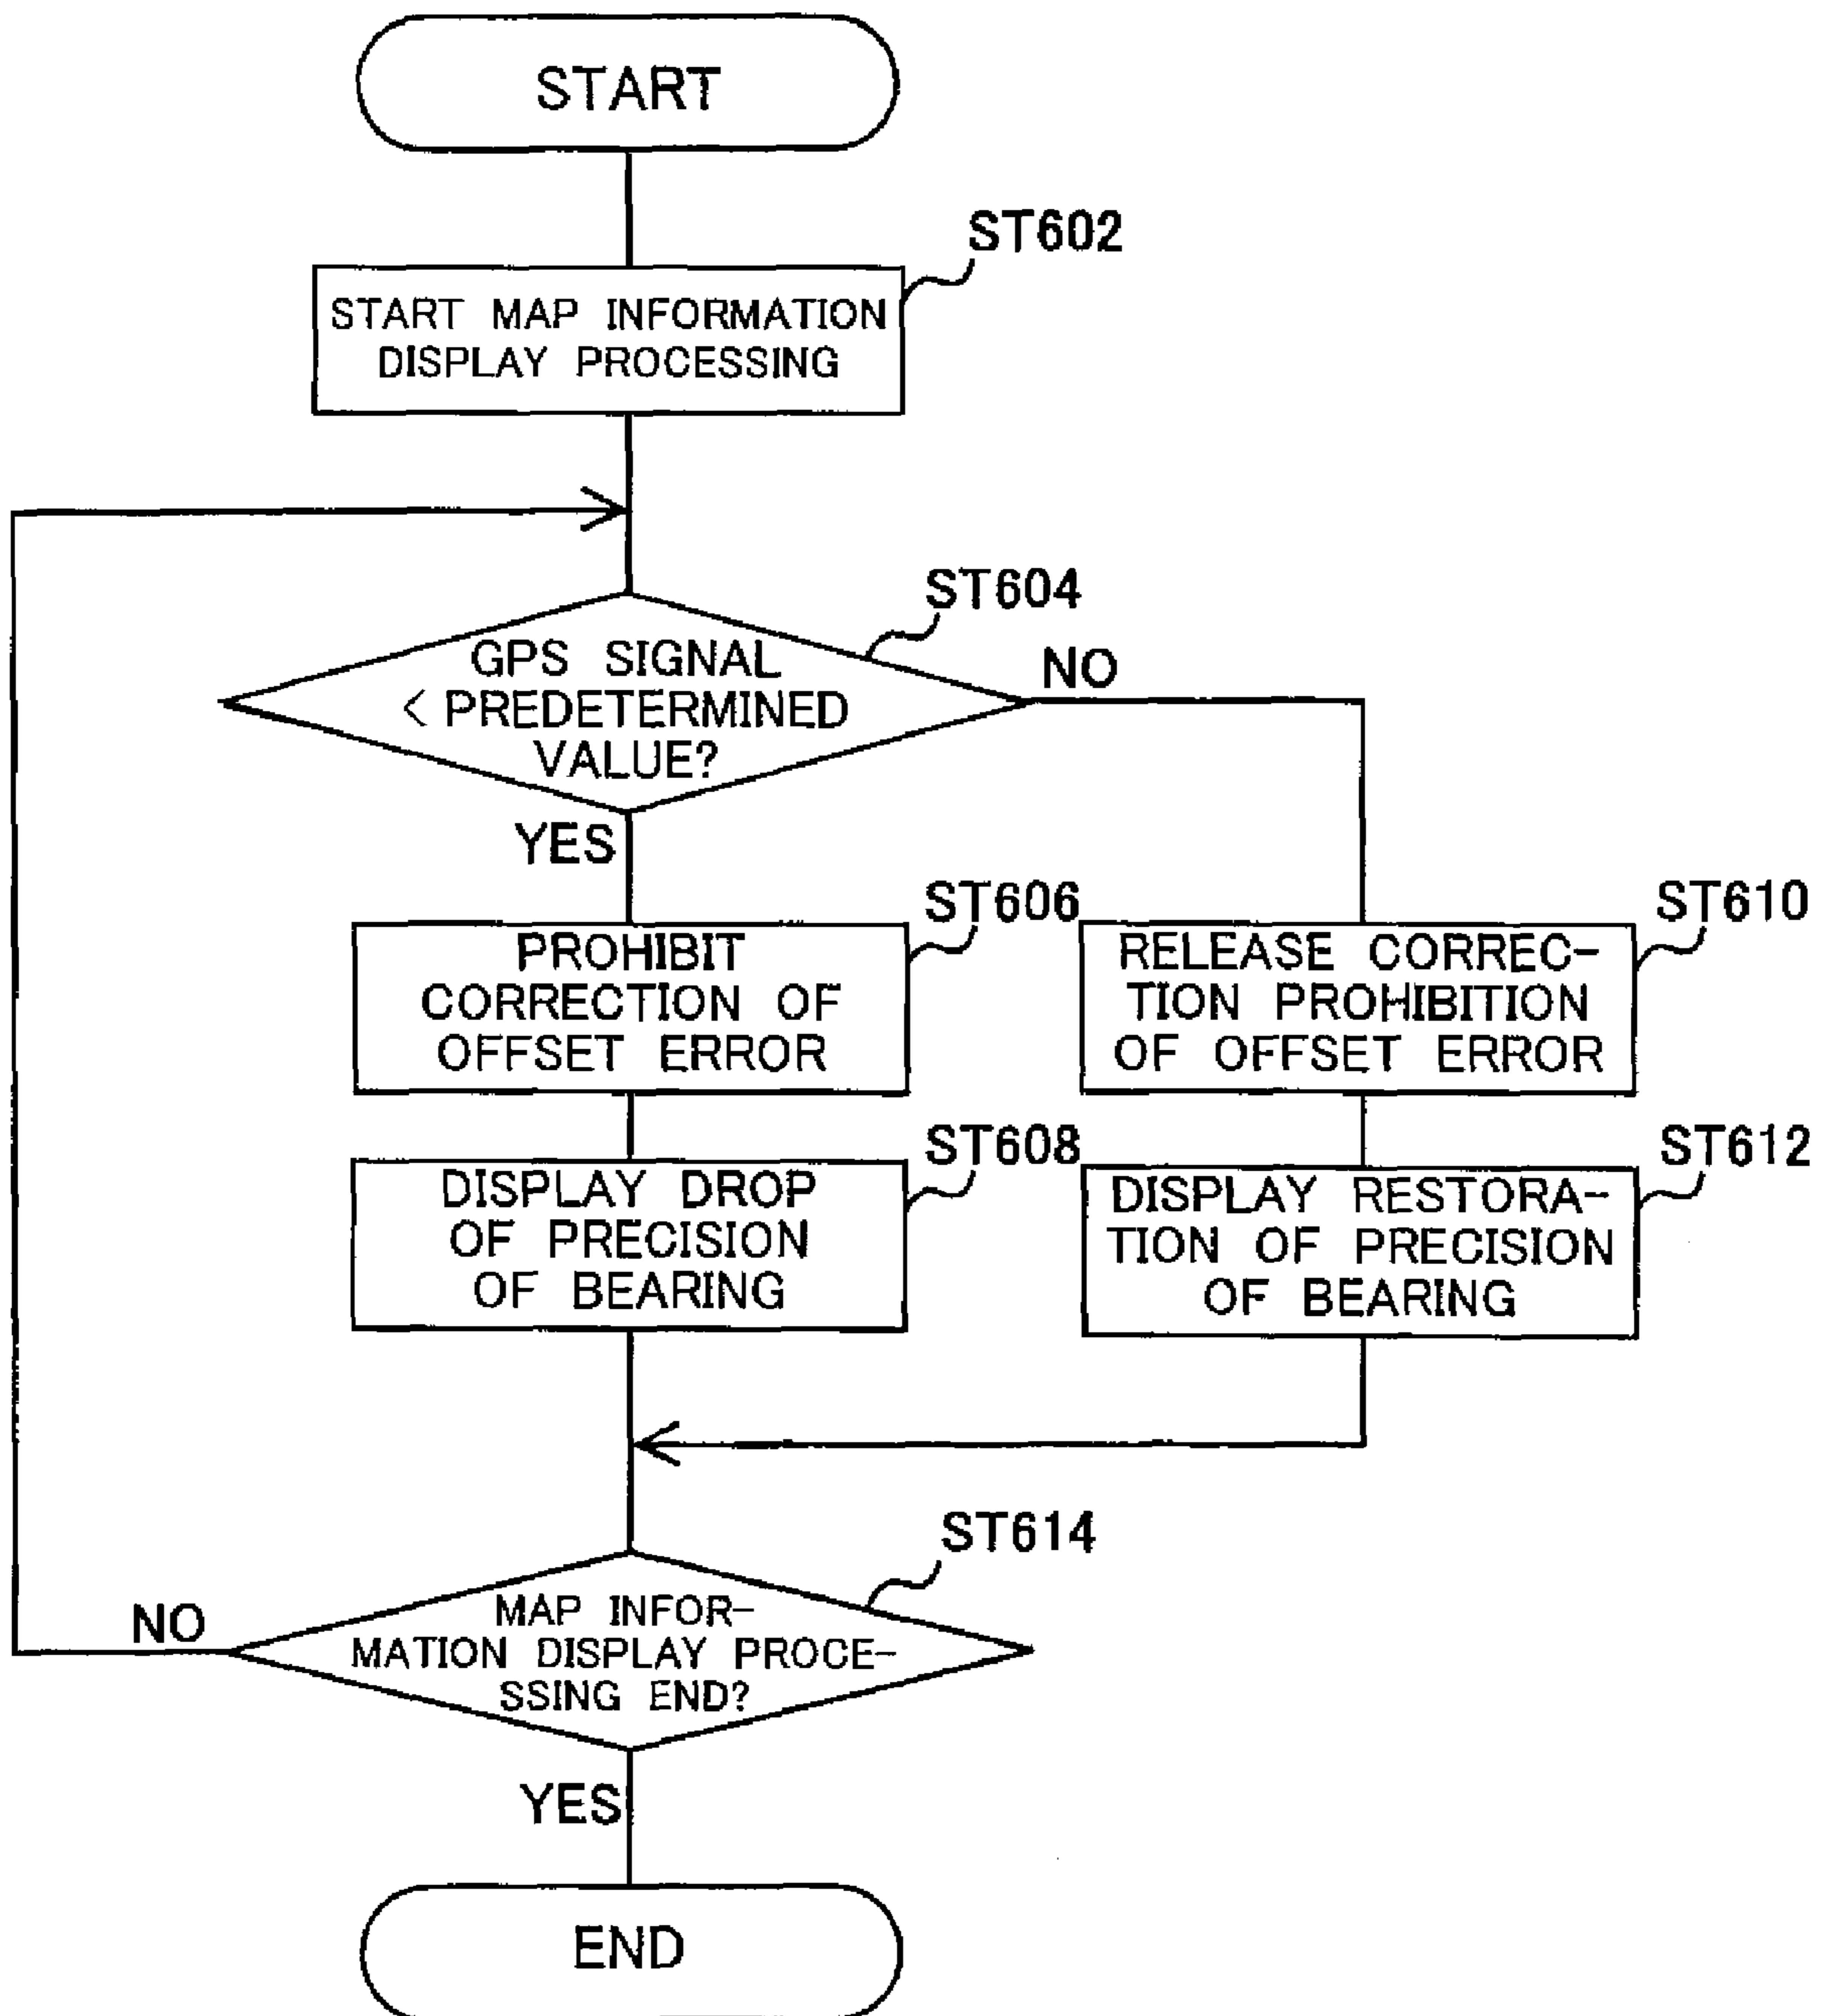 START
ST602
START MAP INFORMATION
DISPLAY PROCESSING
ST604
GPS SIGNAL
< PREDETERMINED
VALUE?
NO
YES
ST606
PROHIBIT
CORRECTION OF
OFFSET ERROR
ST610
RELEASE CORREC-
TION PROHIBITION
OF OFFSET ERROR
ST608
DISPLAY DROP
OF PRECISION
OF BEARING
ST612
DISPLAY RESTORA-
TION OF PRECISION
OF BEARING
ST614
MAP INFOR-
MATION DISPLAY PROCE-
SSING END?
NO
YES
END